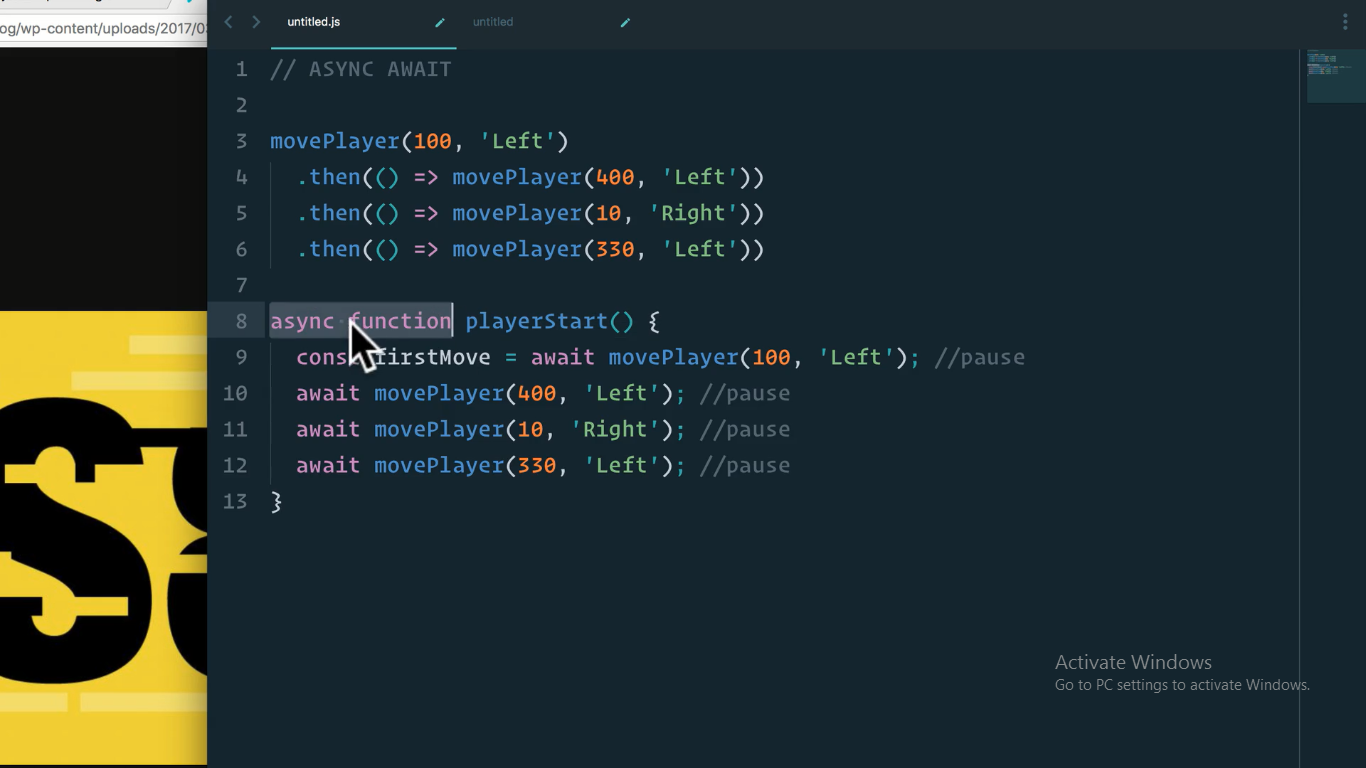 og/wp-content/uploads/2017/03
untitled.js
untitled
1 // ASYNC AWAIT
2
3 movePlayer(100, 'Left')
4 .then(() => movePlayer(400, 'Left'))
5 .then(() => movePlayer(10, 'Right'))
6 .then(() => movePlayer(330, 'Left'))
7
8 async function playerStart() {
9 const firstMove = await movePlayer(100, 'Left'); //pause
10 await movePlayer(400, 'Left'); //pause
11 await movePlayer(10, 'Right'); //pause
12 await movePlayer(330, 'Left'); //pause
13 }
Activate Windows
Go to PC settings to activate Windows.